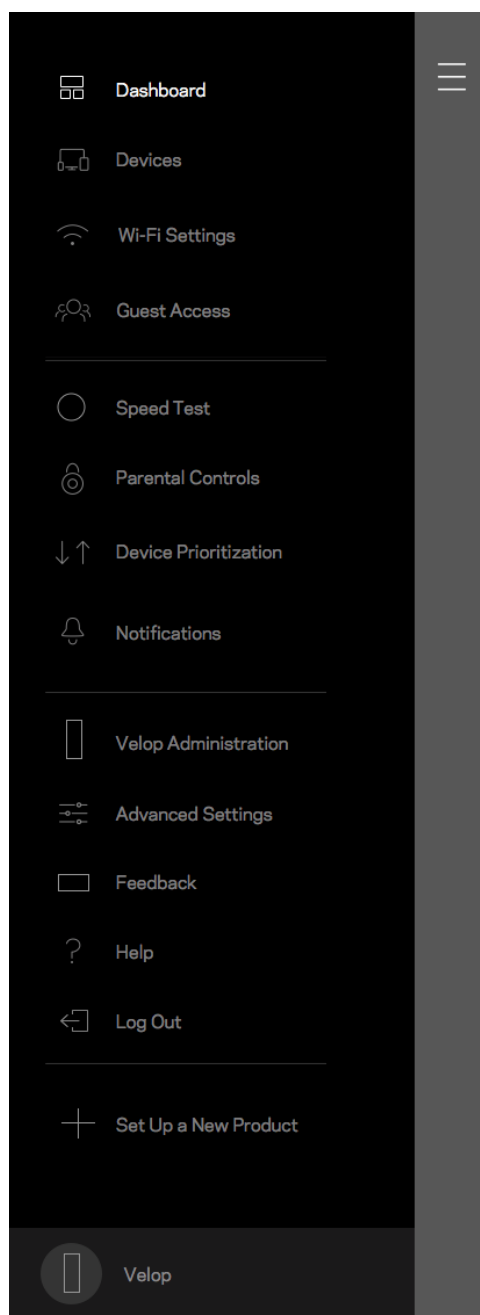 Dashboard
Devices
Wi-Fi Settings
Guest Access
Speed Test
Parental Controls
Device Prioritization
Notifications
Velop Administration
Advanced Settings
Feedback
Help
Log Out
Set Up a New Product
Velop